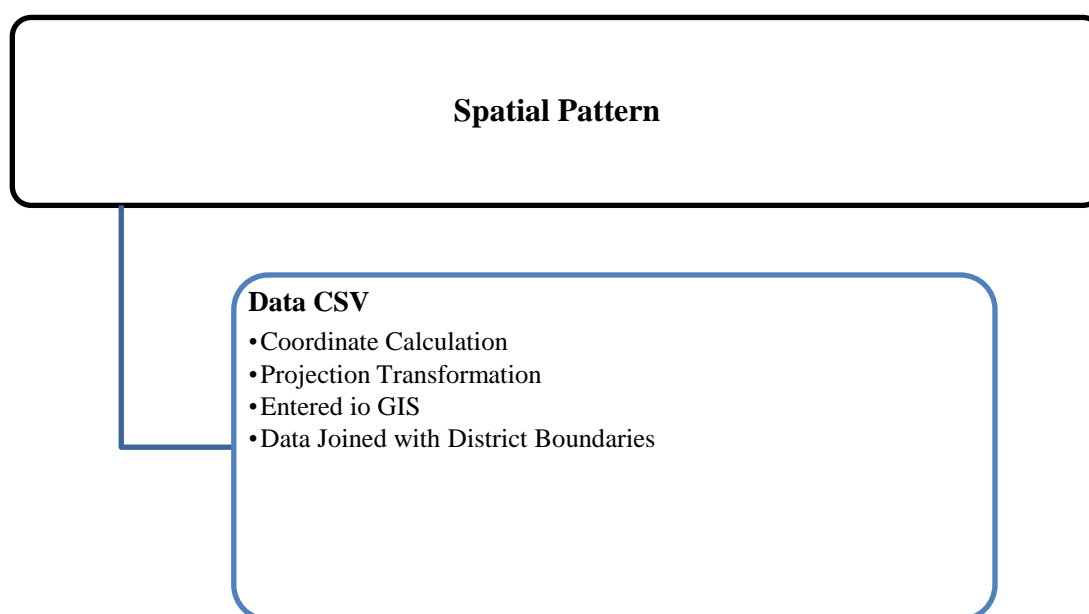 Spatial Pattern
Data CSV
•Coordinate Calculation
•Projection Transformation
•Entered io GIS
•Data Joined with District Boundaries